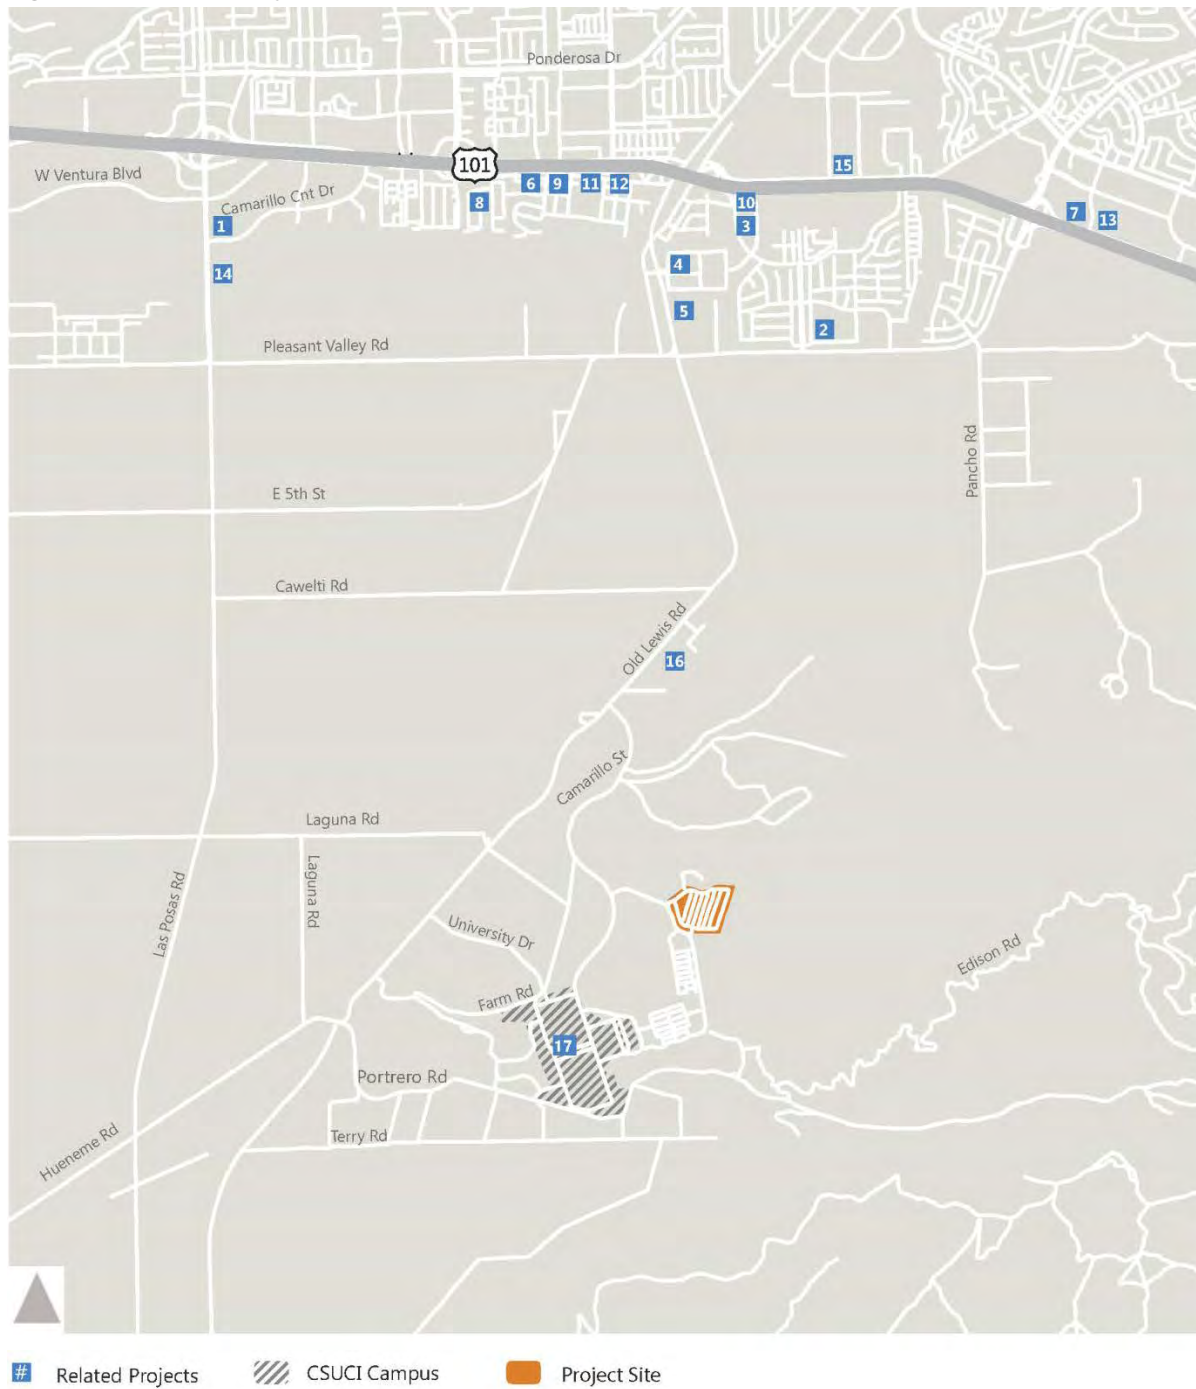 Ponderosa Dr
101
W Ventura Blvd
Camarillo Cnt Dr
15
6
9
11
12
8
10
7
13
1
3
4
14
5
2
Pleasant Valley Rd
Pancho Rd
E 5th St
Cawelti Rd
Old Lewis Rd
16
Camarillo St
Laguna Rd
Laguna Rd
Las Posas Rd
University Dr
Edison Rd
Farm Rd
17
Portrero Rd
Terry Rd
Hueneme Rd
# Related Projects
CSUCI Campus
Project Site